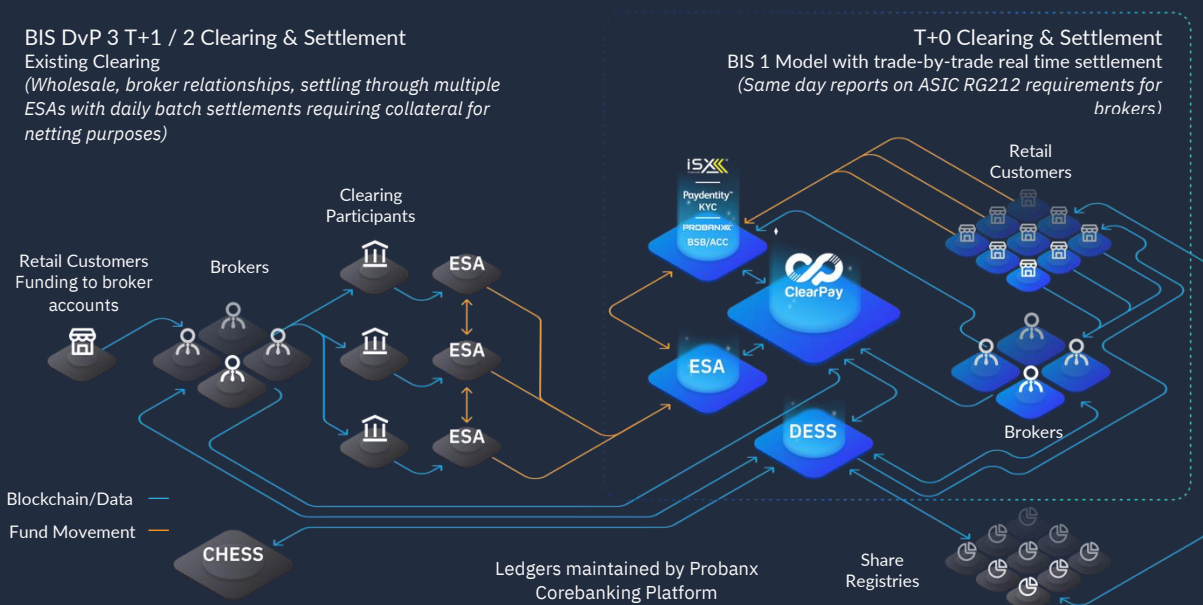 BIS DvP 3 T+1 / 2 Clearing & Settlement
Existing Clearing
(Wholesale, broker relationships, settling through multiple
ESAs with daily batch settlements requiring collateral for
netting purposes)
T+0 Clearing & Settlement
BIS 1 Model with trade-by-trade real time settlement
(Same day reports on ASIC RG212 requirements for
brokers)
Retail Customers
Funding to broker
accounts
Brokers
Clearing
Participants
ESA
ESA
ESA
iSX
Paydentity™
KYC
PROBANX
BSB/ACC
ClearPay
ESA
DESS
Retail
Customers
Brokers
Blockchain/Data
Fund Movement
CHESS
Ledgers maintained by Probanx
Corebanking Platform
Share
Registries